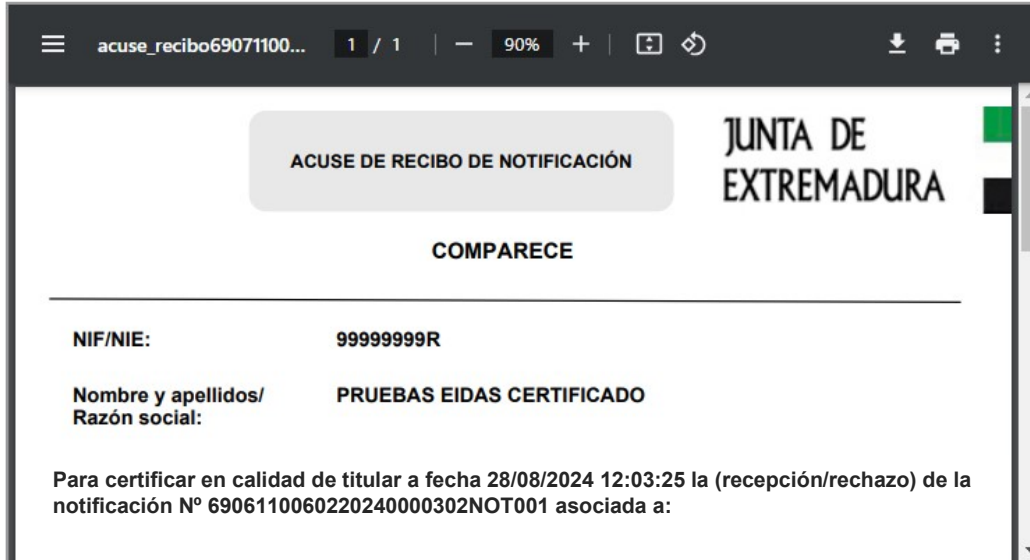 acuse_recibo69071100... 1 / 1 90%
ACUSE DE RECIBO DE NOTIFICACIÓN
JUNTA DE
EXTREMADURA
COMPARECE
NIF/NIE: 99999999R
Nombre y apellidos/ PRUEBAS EIDAS CERTIFICADO
Razón social:
Para certificar en calidad de titular a fecha 28/08/2024 12:03:25 la (recepción/rechazo) de la
notificación Nº 6906110060220240000302NOT001 asociada a: